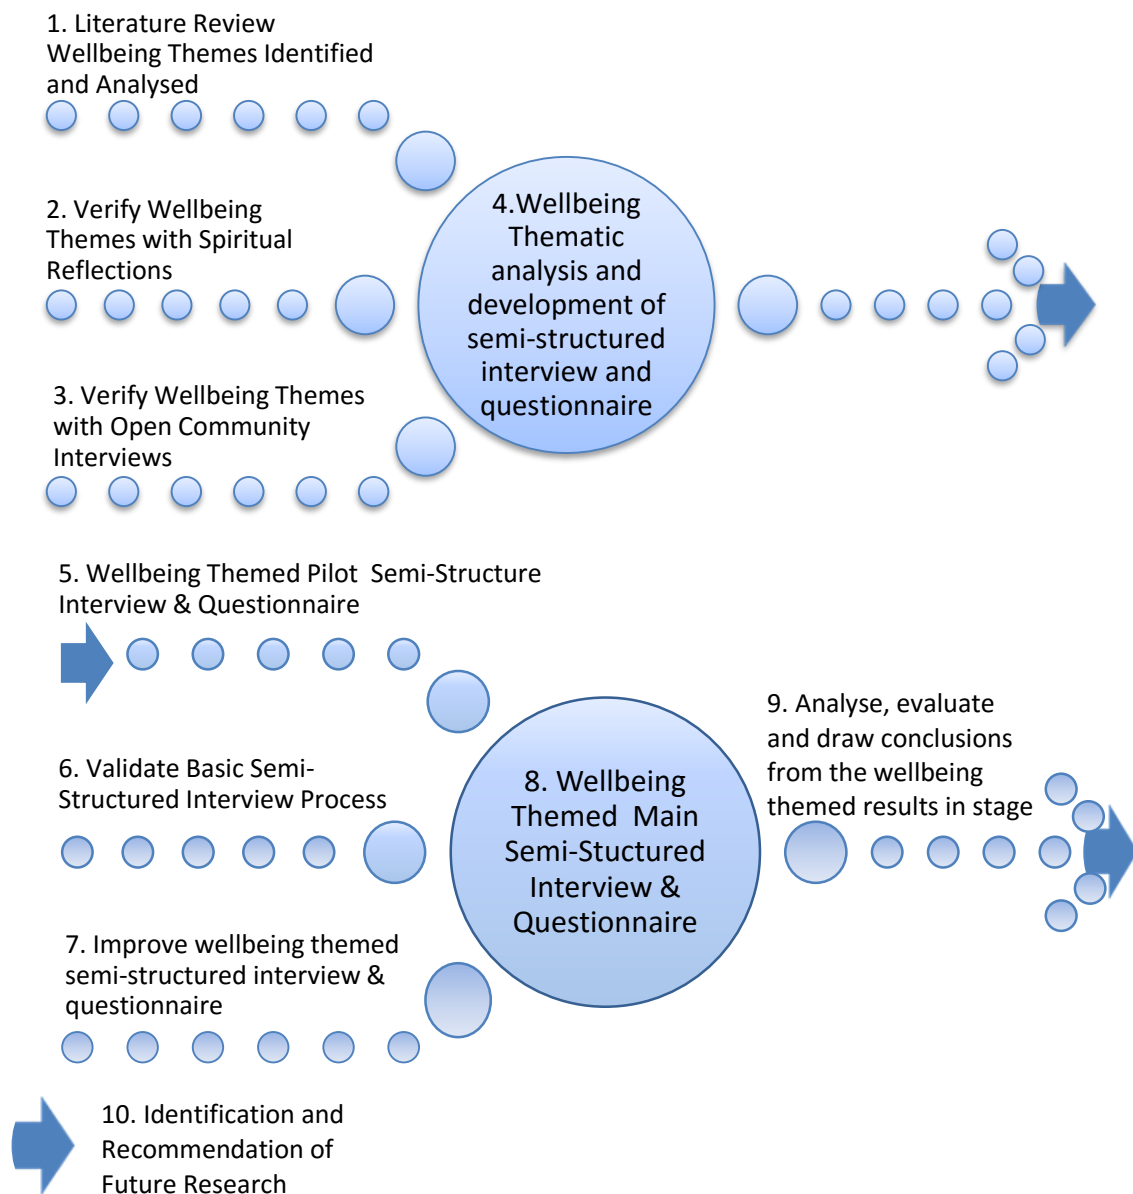 1. Literature Review
Wellbeing Themes Identified
and Analysed
2. Verify Wellbeing
Themes with Spiritual
Reflections
3. Verify Wellbeing Themes
with Open Community
Interviews
4.Wellbeing
Thematic
analysis and
development of
semi-structured
interview and
questionnaire
5. Wellbeing Themed Pilot  Semi-Structure
Interview & Questionnaire
6. Validate Basic Semi-
Structured Interview Process
7. Improve wellbeing themed
semi-structured interview &
questionnaire
8. Wellbeing
Themed  Main
Semi-Stuctured
Interview &
Questionnaire
9. Analyse, evaluate
and draw conclusions
from the wellbeing
themed results in stage
10. Identification and
Recommendation of
Future Research